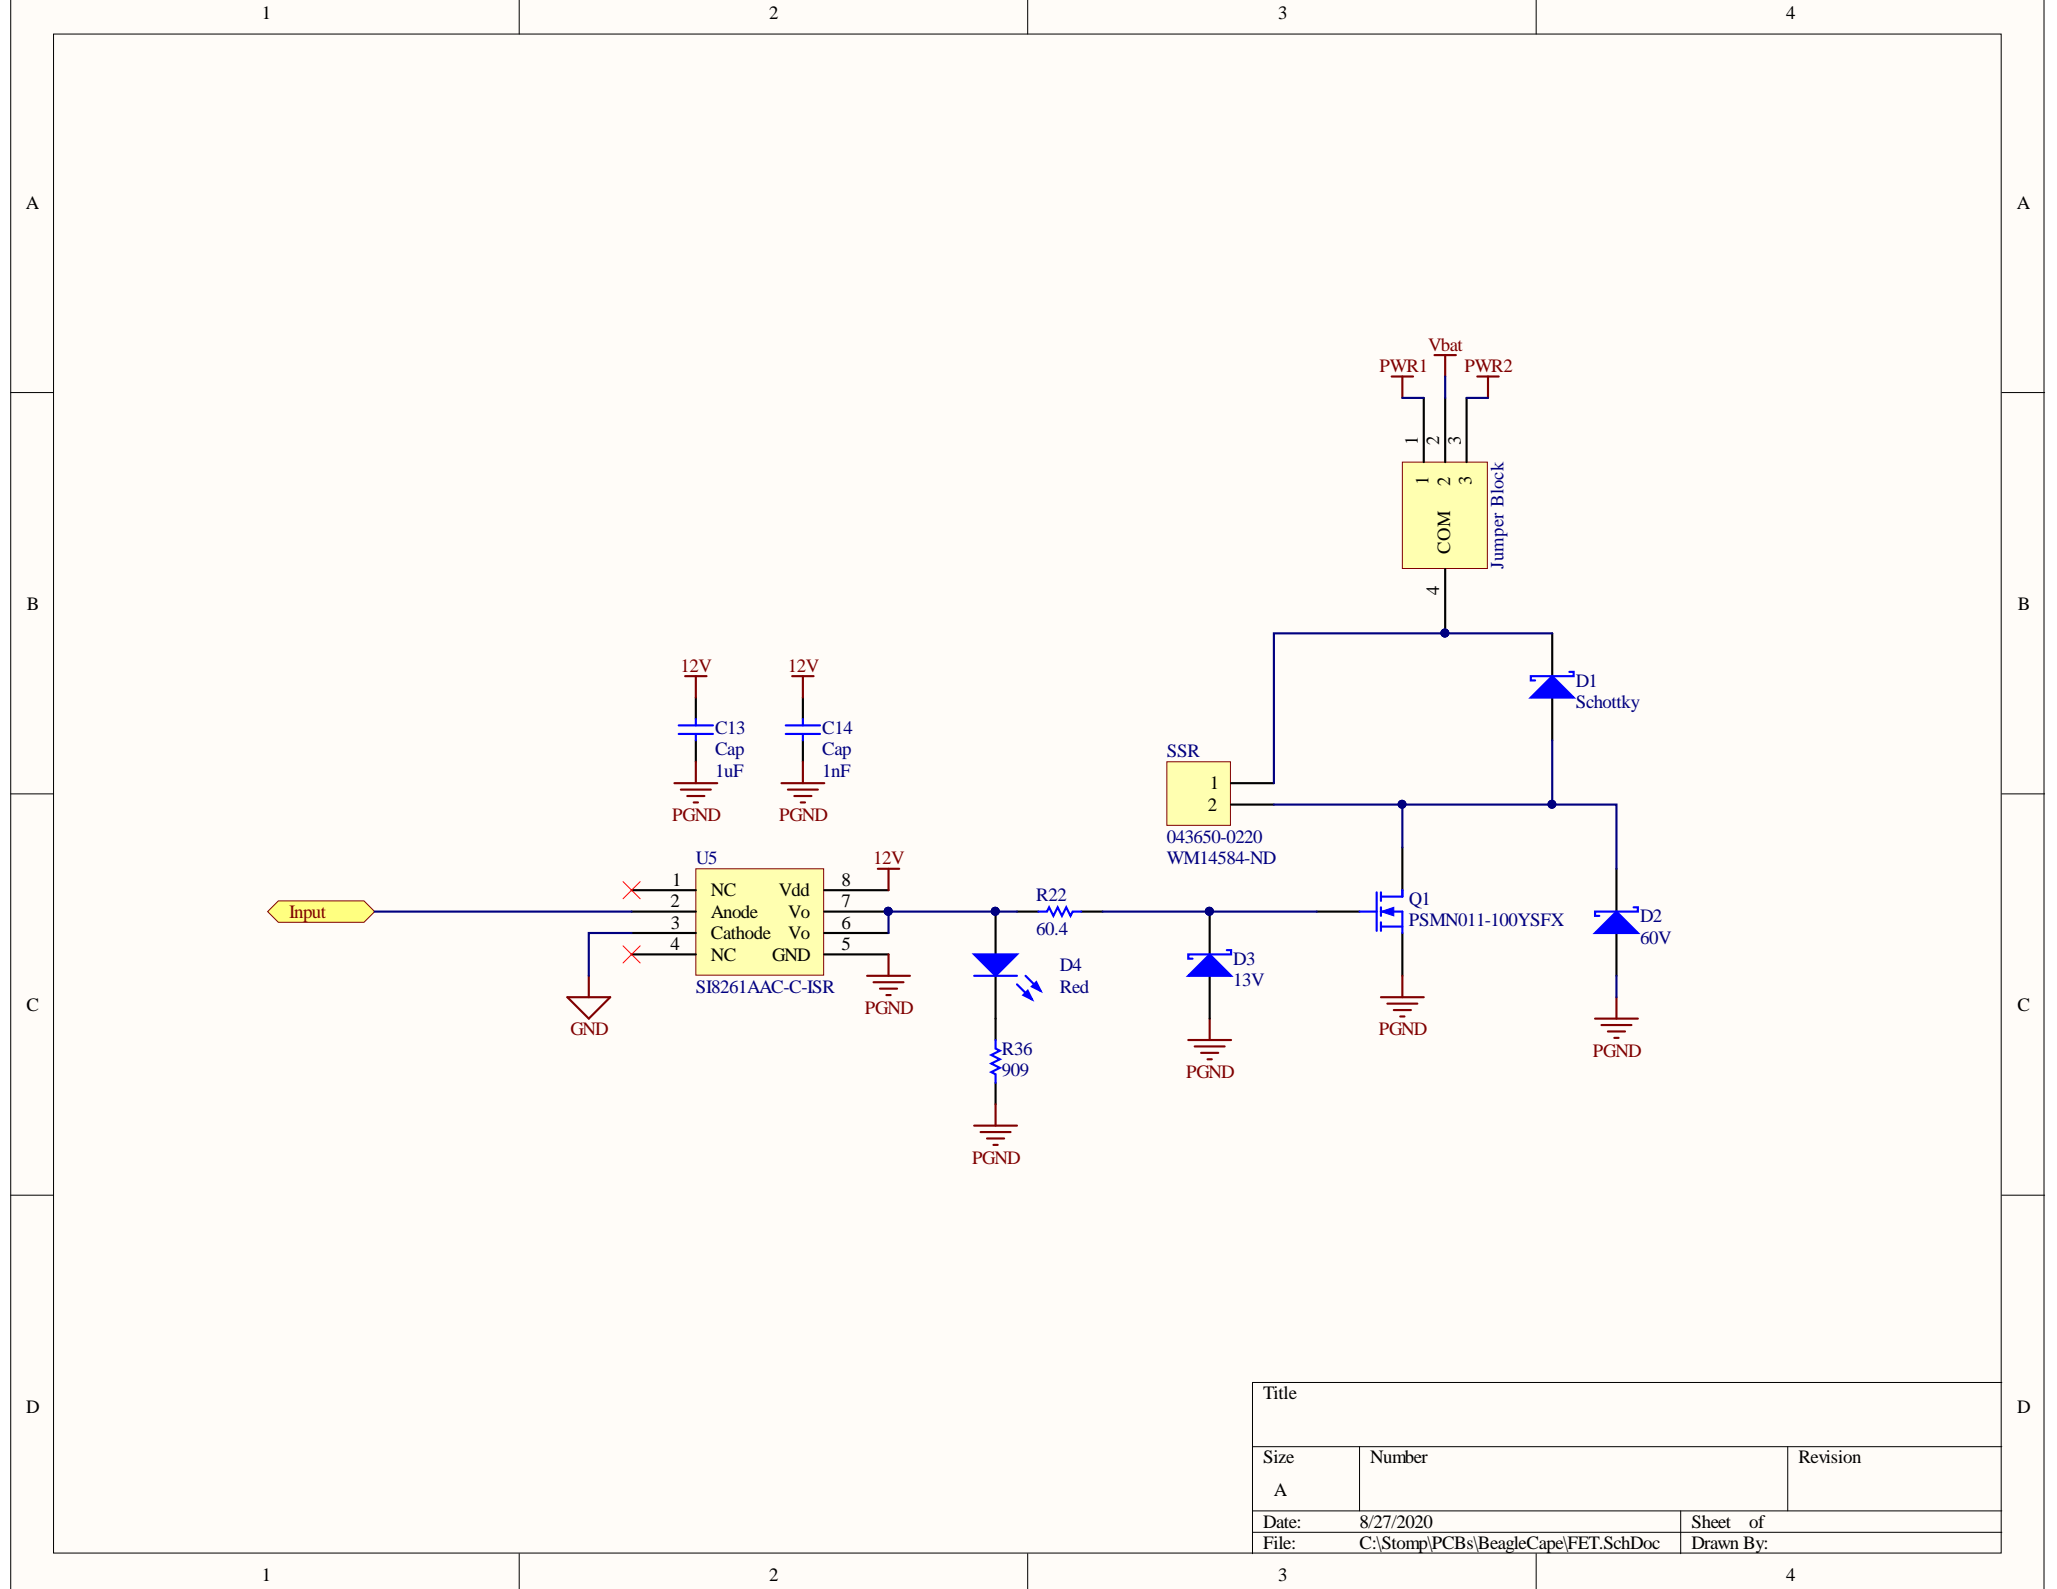 1 2 3 4
A A
Vbat
PWR1 PWR2
1 2 3
1 2 3
COM
Jumper Block
4
B B
12V 12V
C13
Cap
1uF
C14
Cap
1nF
PGND PGND
D1
Schottky
SSR
1
2
043650-0220
WM14584-ND
U5
12V
1 NC Vdd 8
2 Anode Vo 7
3 Cathode Vo 6
4 NC GND 5
SI8261AAC-C-ISR
Input
GND
PGND
R22
60.4
D4
Red
R36
909
PGND
D3
13V
PGND
Q1
PSMN011-100YSFX
PGND
D2
60V
PGND
C C
D D
Title
Size Number Revision
A
Date: 8/27/2020 Sheet of
File: C:\Stomp\PCBs\BeagleCape\FET.SchDoc Drawn By:
1 2 3 4